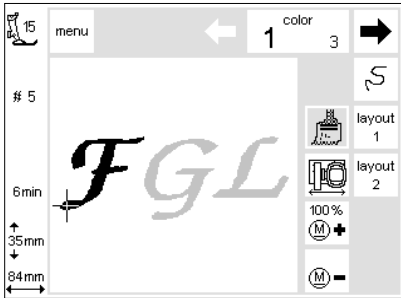 15
menu
color
1 3
# 5
layout
1
FGL
layout
2
6min
100%
M +
35mm
84mm
M -